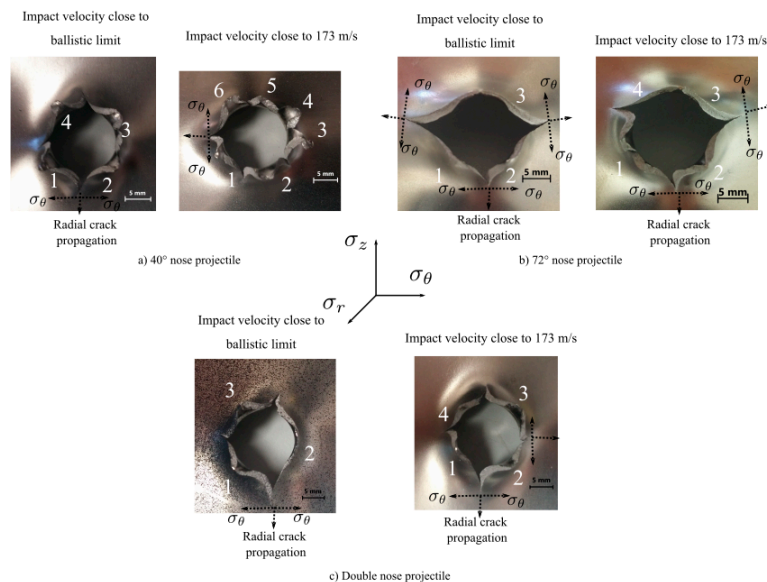 Impact velocity close to
ballistic limit
Impact velocity close to 173 m/s
4
3
1
2
σθ
σθ
5 mm
Radial crack
propagation
6
5
4
3
1
2
σθ
σθ
5 mm
a) 40° nose projectile
Impact velocity close to
ballistic limit
Impact velocity close to 173 m/s
3
1
2
σθ
σθ
σθ
σθ
5 mm
Radial crack
propagation
4
3
1
2
σθ
σθ
σθ
5 mm
Radial crack
propagation
b) 72° nose projectile
σz
σθ
σr
Impact velocity close to
ballistic limit
Impact velocity close to 173 m/s
3
2
1
5 mm
σθ
σθ
Radial crack
propagation
3
4
1
2
5 mm
σθ
σθ
Radial crack
propagation
c) Double nose projectile